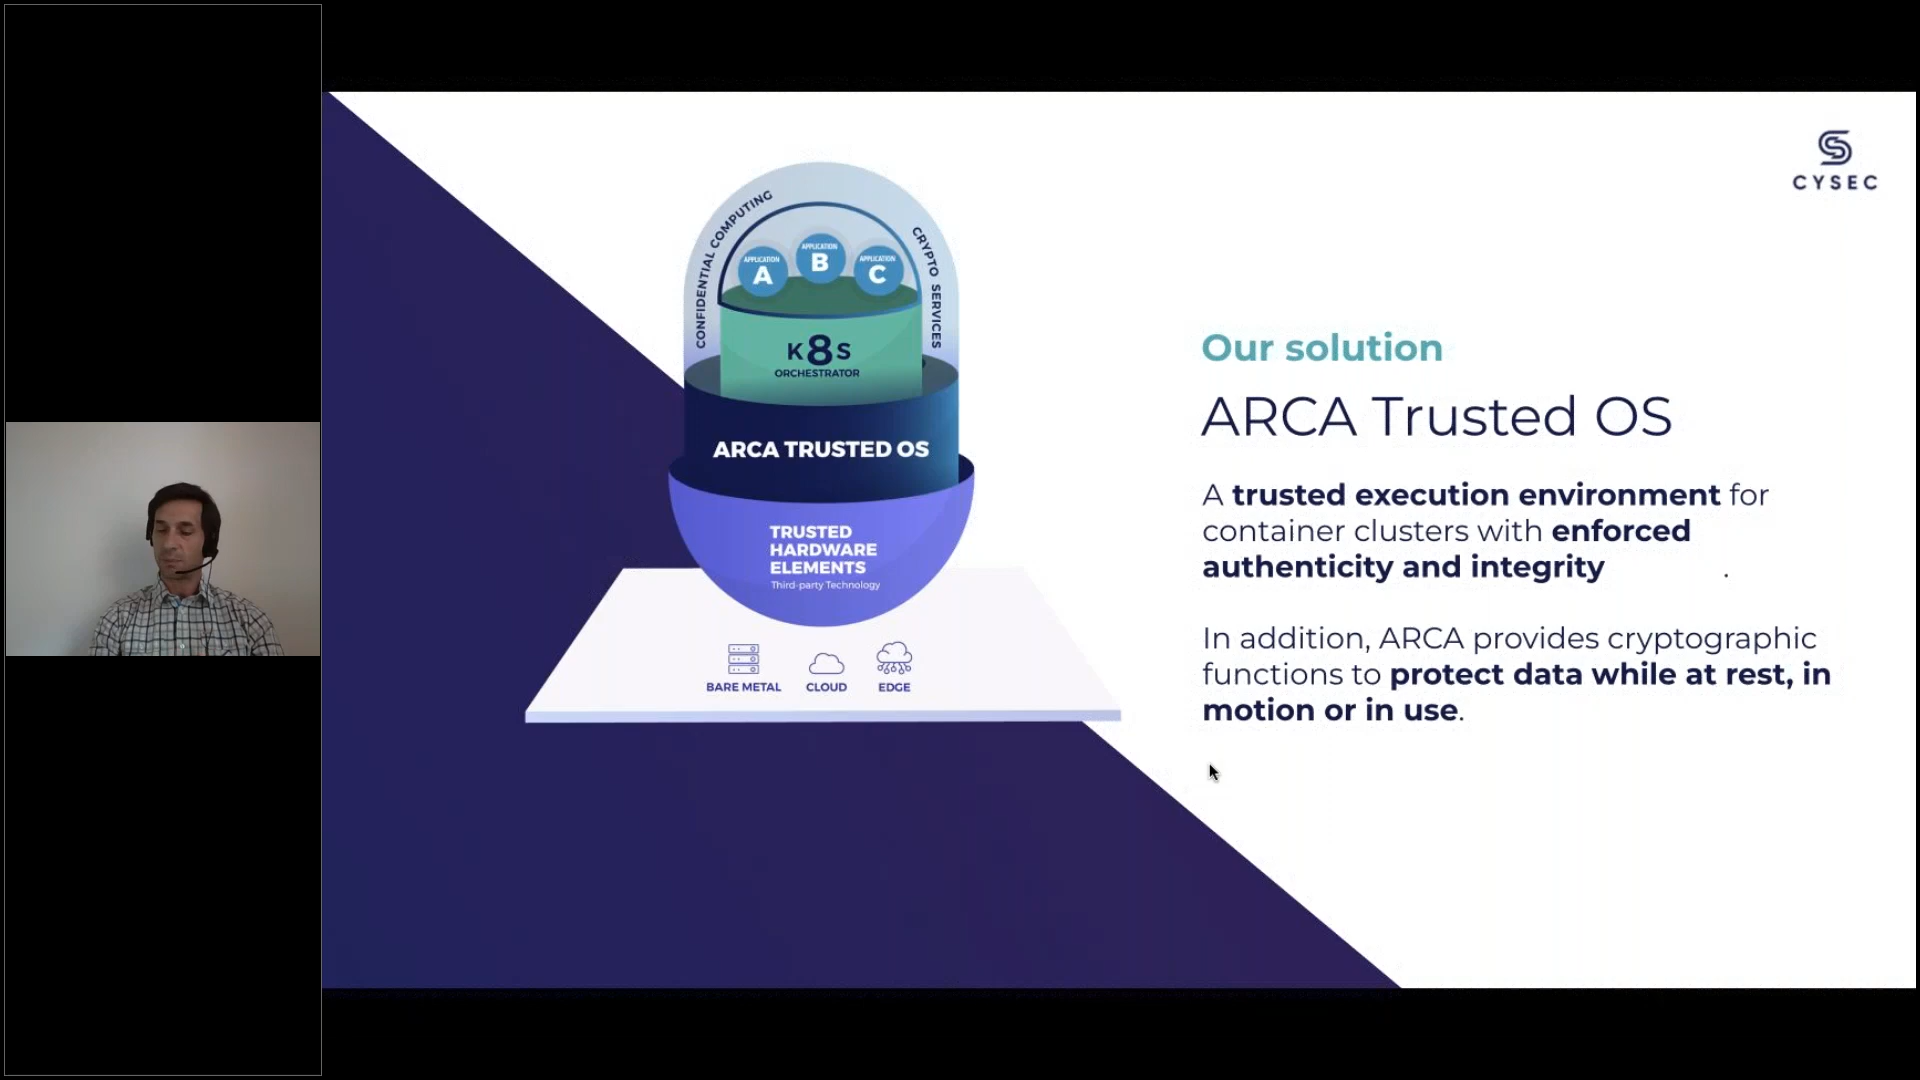 CYSEC
CONFIDENTIAL COMPUTING
CRYPTO SERVICES
APPLICATION
A
APPLICATION
B
APPLICATION
C
K8S
ORCHESTRATOR
ARCA TRUSTED OS
TRUSTED
HARDWARE
ELEMENTS
Third-party Technology
BARE METAL
CLOUD
EDGE
Our solution
ARCA Trusted OS
A trusted execution environment for
container clusters with enforced
authenticity and integrity .
In addition, ARCA provides cryptographic
functions to protect data while at rest, in
motion or in use.